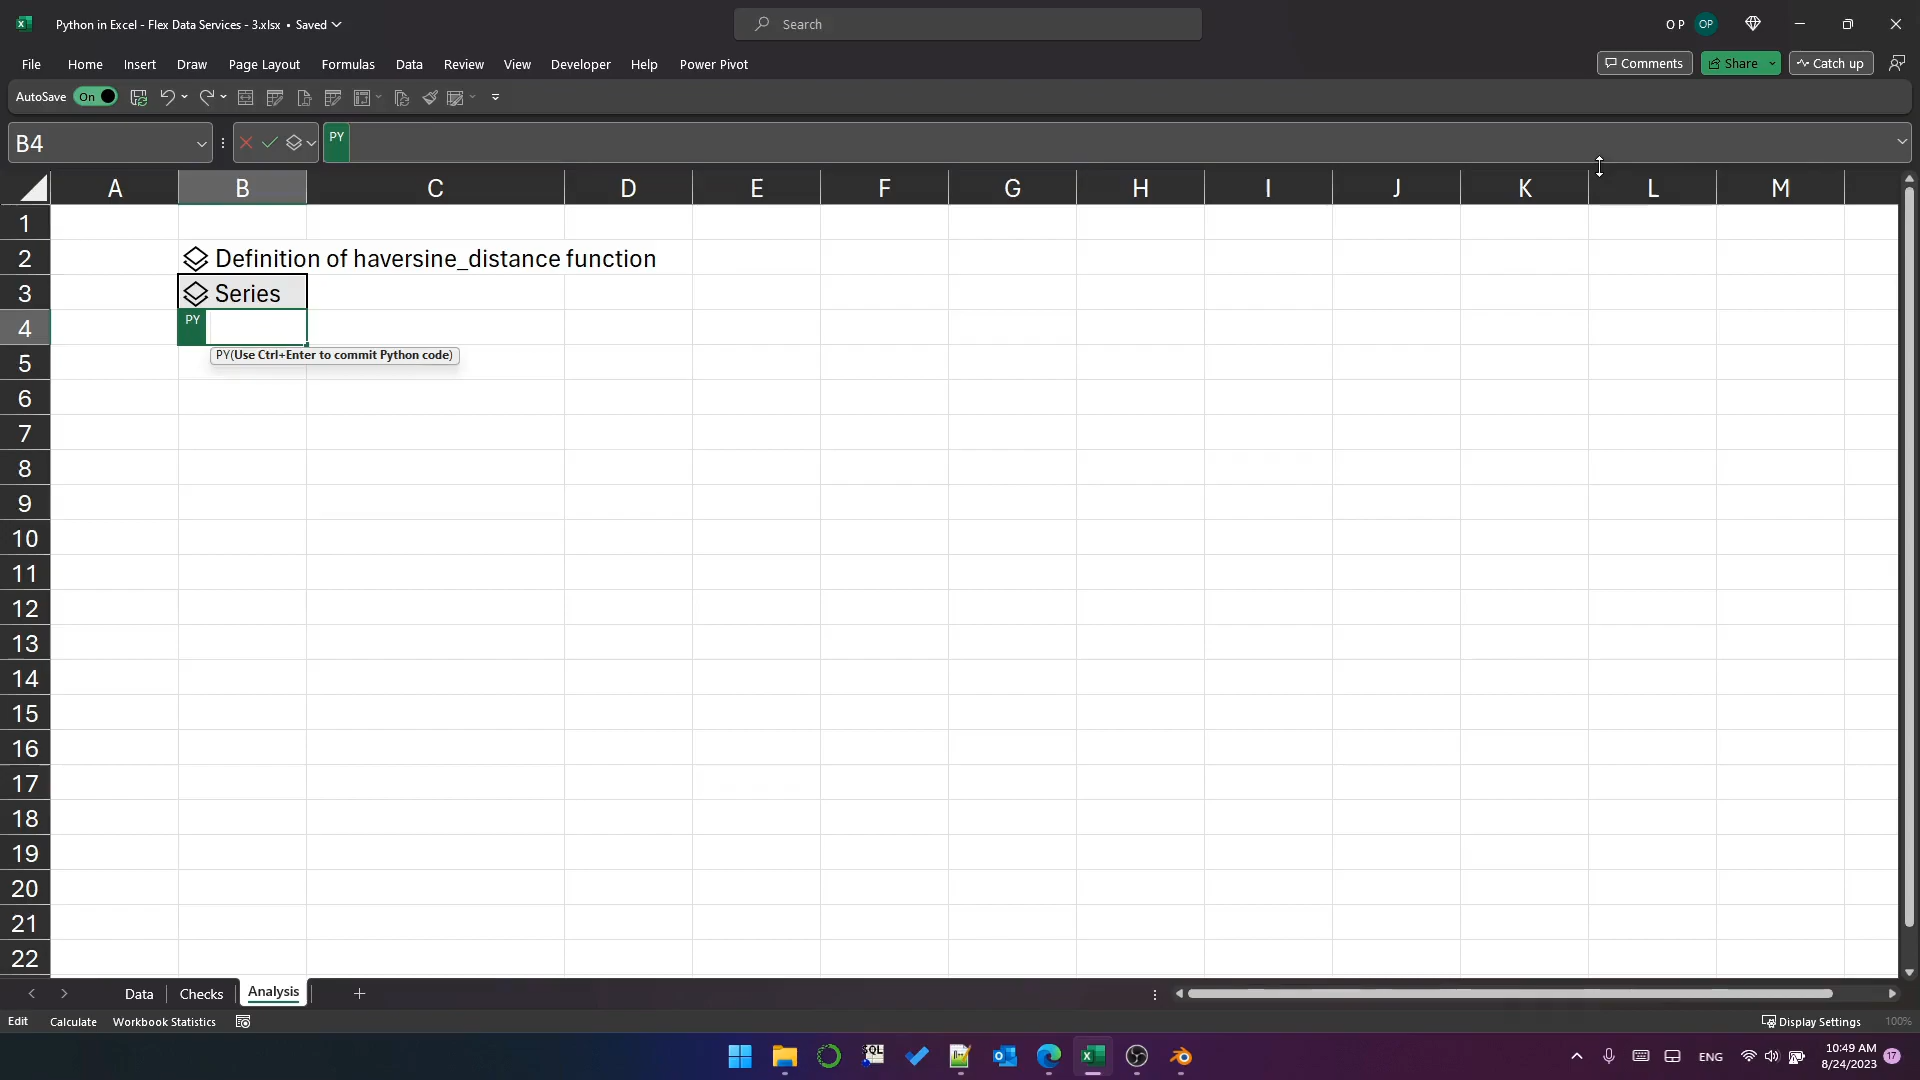 Python in Excel - Flex Data Services - 3.xlsx • Saved
Search
O P
OP
File Home Insert Draw Page Layout Formulas Data Review View Developer Help Power Pivot
Comments Share Catch up
AutoSave On
B4
PY
A B C D E F G H I J K L M
1
2 Definition of haversine_distance function
3 Series
4 PY
PY(Use Ctrl+Enter to commit Python code)
5
6
7
8
9
10
11
12
13
14
15
16
17
18
19
20
21
22
Data Checks Analysis
Edit Calculate Workbook Statistics Display Settings 100%
SQL
ENG
10:49 AM
8/24/2023
17